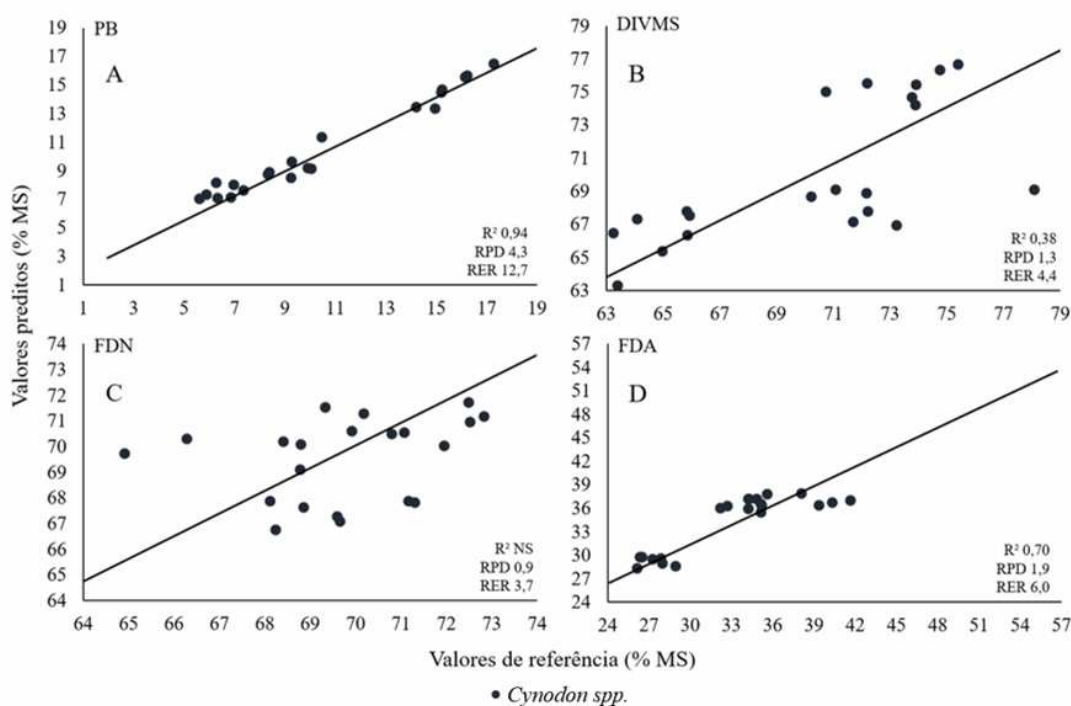 Valores preditos (% MS)
PB
A
19
17
15
13
11
9
7
5
3
1
1 3 5 7 9 11 13 15 17 19
R² 0,94
RPD 4,3
RER 12,7
DIVMS
B
79
77
75
73
71
69
67
65
63
63 65 67 69 71 73 75 77 79
R² 0,38
RPD 1,3
RER 4,4
FDN
C
74
73
72
71
70
69
68
67
66
65
64
64 65 66 67 68 69 70 71 72 73 74
R² NS
RPD 0,9
RER 3,7
FDA
D
57
54
51
48
45
42
39
36
33
30
27
24
24 27 30 33 36 39 42 45 48 51 54 57
R² 0,70
RPD 1,9
RER 6,0
Valores de referência (% MS)
• Cynodon spp.